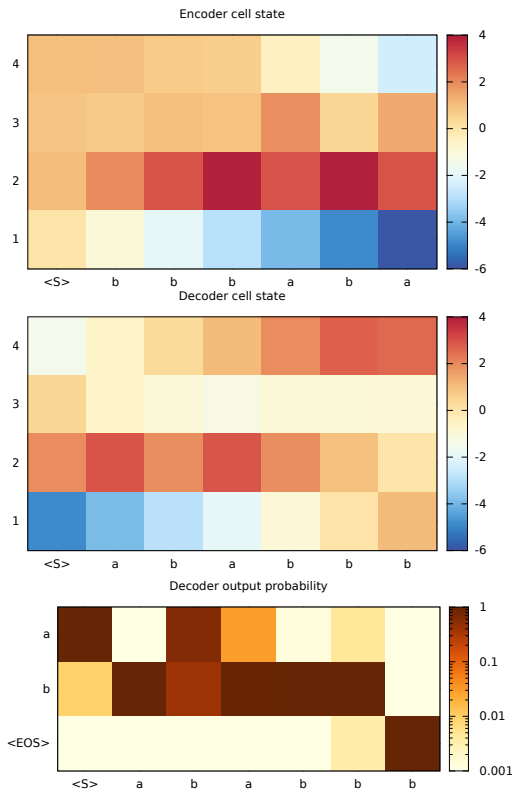 Encoder cell state
4
3
2
1
<S> b b b a b a
4
2
0
-2
-4
-6
Decoder cell state
4
3
2
1
<S> a b a b b b
4
2
0
-2
-4
-6
Decoder output probability
a
b
<EOS>
<S> a b a b b b
1
0.1
0.01
0.001